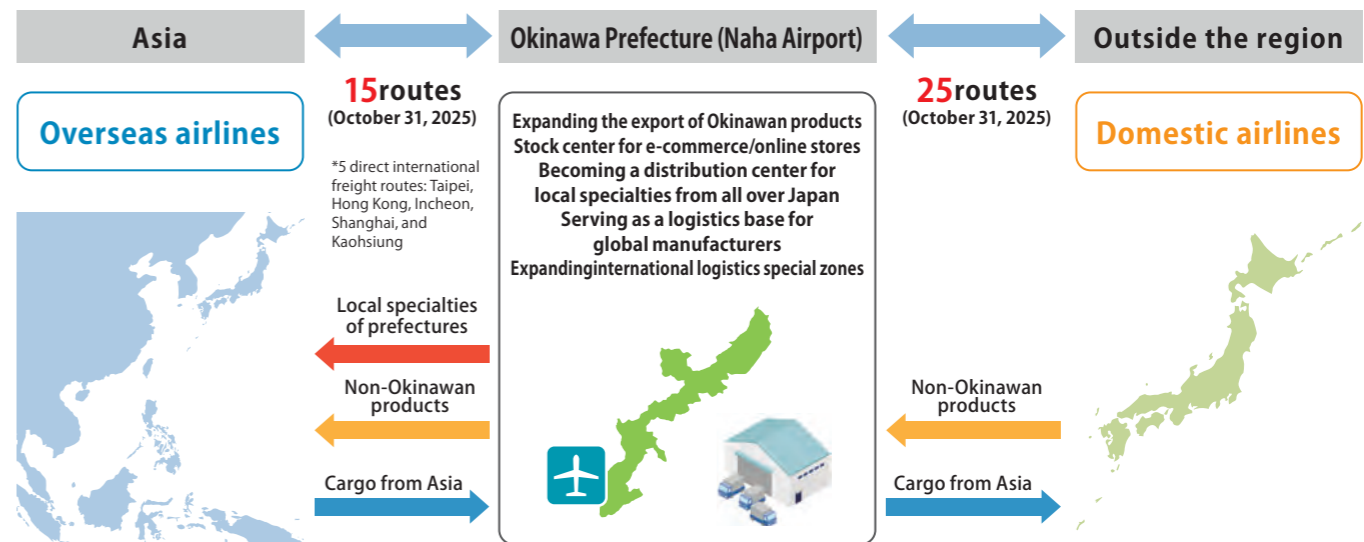 Asia
Okinawa Prefecture (Naha Airport)
Outside the region
Overseas airlines
15routes
(October 31, 2025)
*5 direct international
freight routes: Taipei,
Hong Kong, Incheon,
Shanghai, and
Kaohsiung
Expanding the export of Okinawan products
Stock center for e-commerce/online stores
Becoming a distribution center for
local specialties from all over Japan
Serving as a logistics base for
global manufacturers
Expandinginternational logistics special zones
25routes
(October 31, 2025)
Domestic airlines
Local specialties
of prefectures
Non-Okinawan
products
Cargo from Asia
Non-Okinawan
products
Cargo from Asia